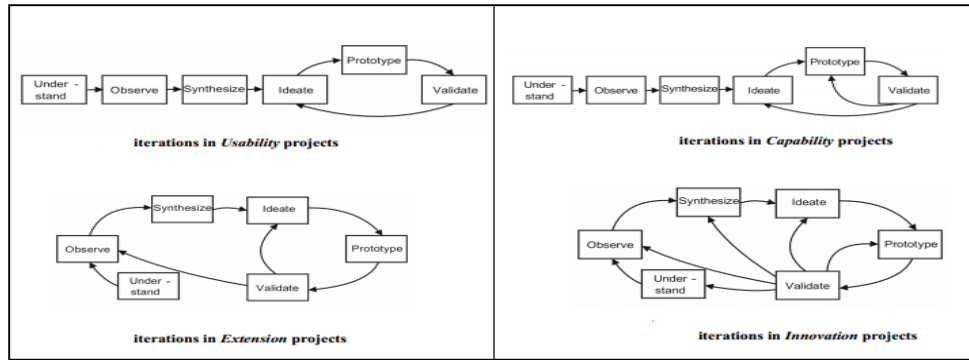 Prototype
Under -
stand
Observe
Synthesize
Ideate
Validate
iterions in Usability projects
Prototype
Under -
stand
Observe
Synthesize
Ideate
Validate
iterations in Capability projects
Synthesize
Ideate
Observe
Prototype
Under -
stand
Validate
iterations in Extension projects
Synthesize
Ideate
Observe
Prototype
Under -
stand
Validate
iterations in Innovation projects